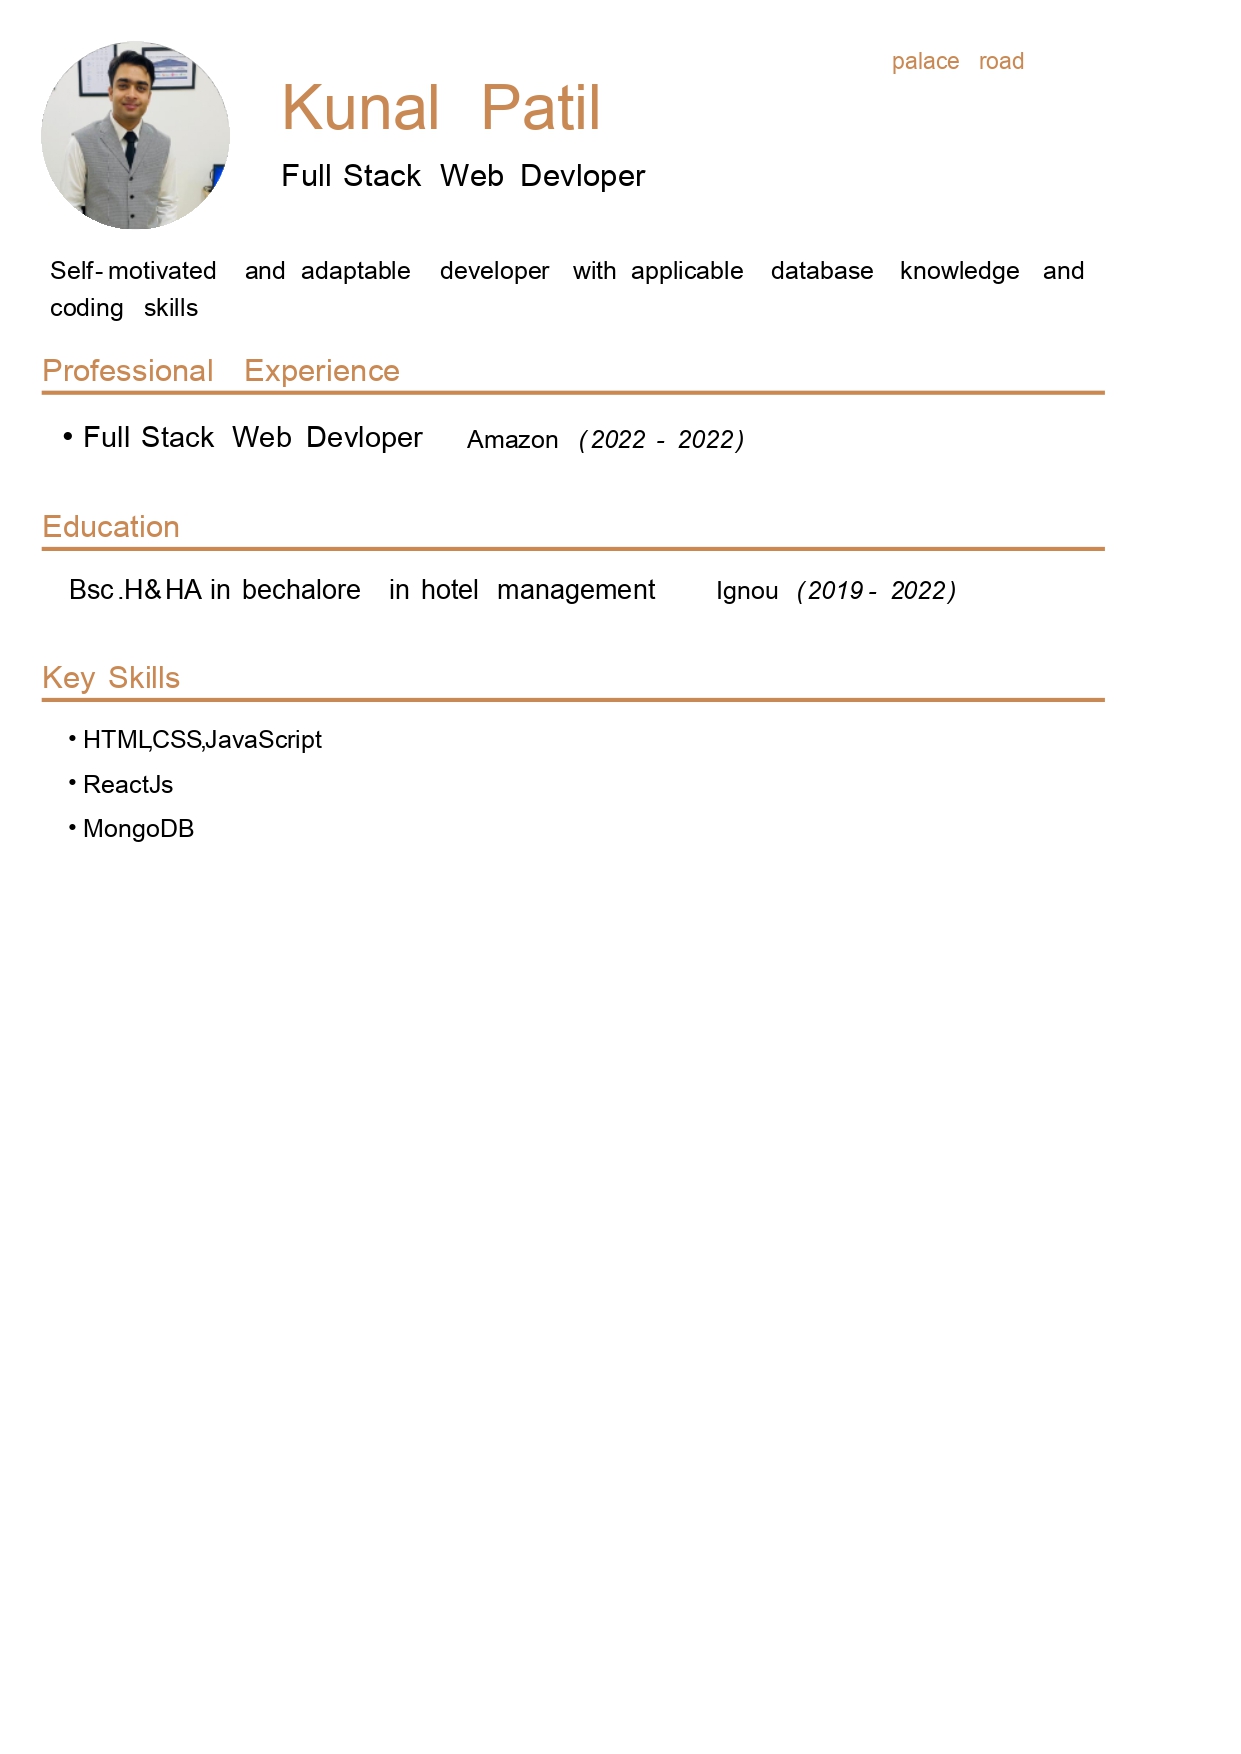 palace road
Kunal Patil
Full Stack Web Devloper
Self-motivated and adaptable developer with applicable database knowledge and
coding skills
Professional Experience
• Full Stack Web Devloper Amazon (2022 - 2022)
Education
Bsc.H&HA in bechalore in hotel management Ignou (2019 - 2022)
Key Skills
• HTML,CSS,JavaScript
• ReactJs
• MongoDB